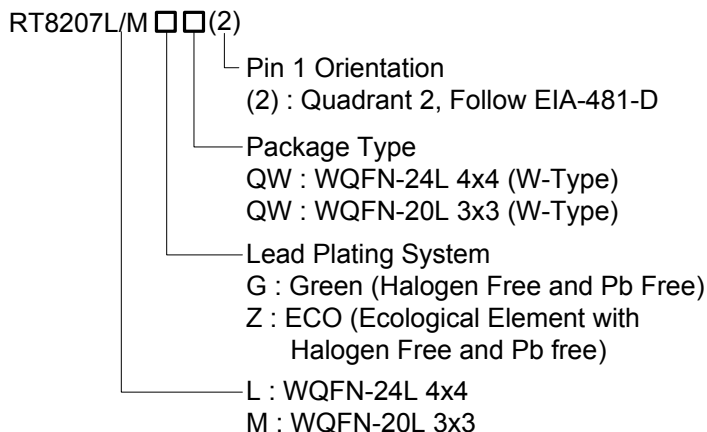 RT8207L/M □ □ (2)
Pin 1 Orientation
(2) : Quadrant 2, Follow EIA-481-D
Package Type
QW : WQFN-24L 4x4 (W-Type)
QW : WQFN-20L 3x3 (W-Type)
Lead Plating System
G : Green (Halogen Free and Pb Free)
Z : ECO (Ecological Element with
Halogen Free and Pb free)
L : WQFN-24L 4x4
M : WQFN-20L 3x3